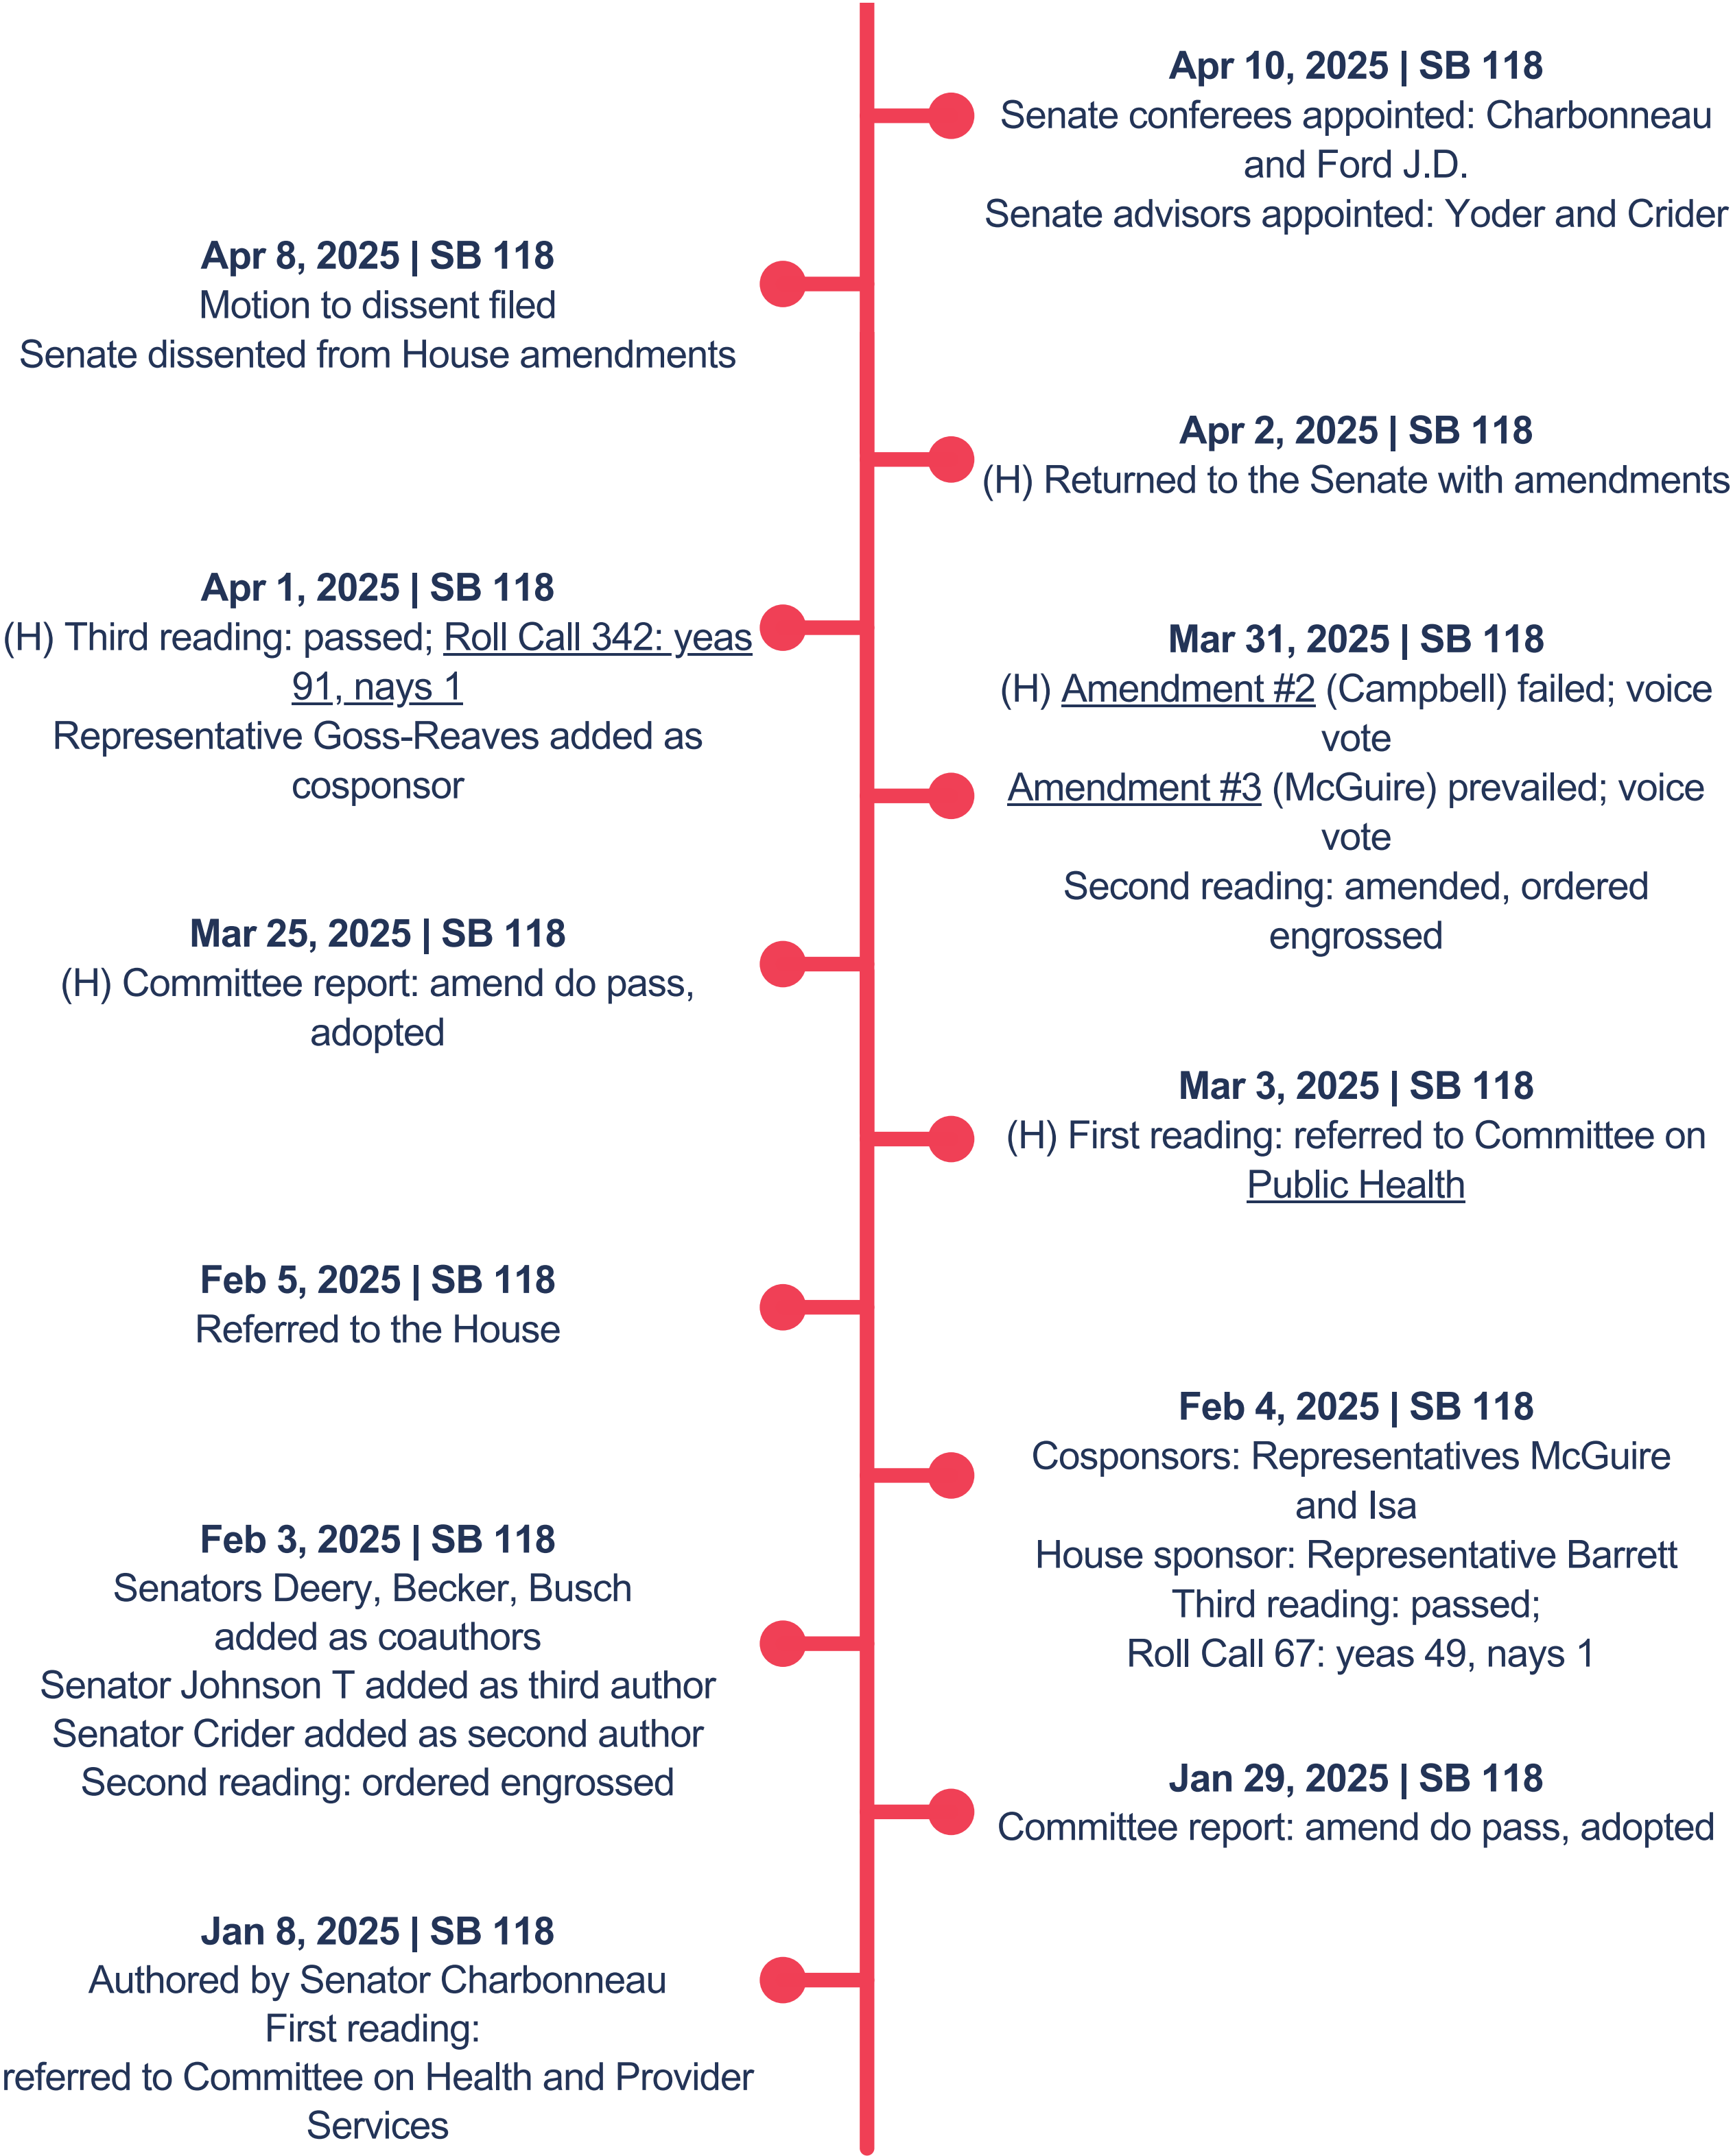 Apr 10, 2025 | SB 118
Senate conferees appointed: Charbonneau
and Ford J.D.
Senate advisors appointed: Yoder and Crider
Apr 8, 2025 | SB 118
Motion to dissent filed
Senate dissented from House amendments
Apr 2, 2025 | SB 118
(H) Returned to the Senate with amendments
Apr 1, 2025 | SB 118
(H) Third reading: passed; Roll Call 342: yeas
91, nays 1
Representative Goss-Reaves added as
cosponsor
Mar 31, 2025 | SB 118
(H) Amendment #2 (Campbell) failed; voice
vote
Amendment #3 (McGuire) prevailed; voice
vote
Second reading: amended, ordered
engrossed
Mar 25, 2025 | SB 118
(H) Committee report: amend do pass,
adopted
Mar 3, 2025 | SB 118
(H) First reading: referred to Committee on
Public Health
Feb 5, 2025 | SB 118
Referred to the House
Feb 4, 2025 | SB 118
Cosponsors: Representatives McGuire
and Isa
House sponsor: Representative Barrett
Third reading: passed;
Roll Call 67: yeas 49, nays 1
Feb 3, 2025 | SB 118
Senators Deery, Becker, Busch
added as coauthors
Senator Johnson T added as third author
Senator Crider added as second author
Second reading: ordered engrossed
Jan 29, 2025 | SB 118
Committee report: amend do pass, adopted
Jan 8, 2025 | SB 118
Authored by Senator Charbonneau
First reading:
referred to Committee on Health and Provider
Services